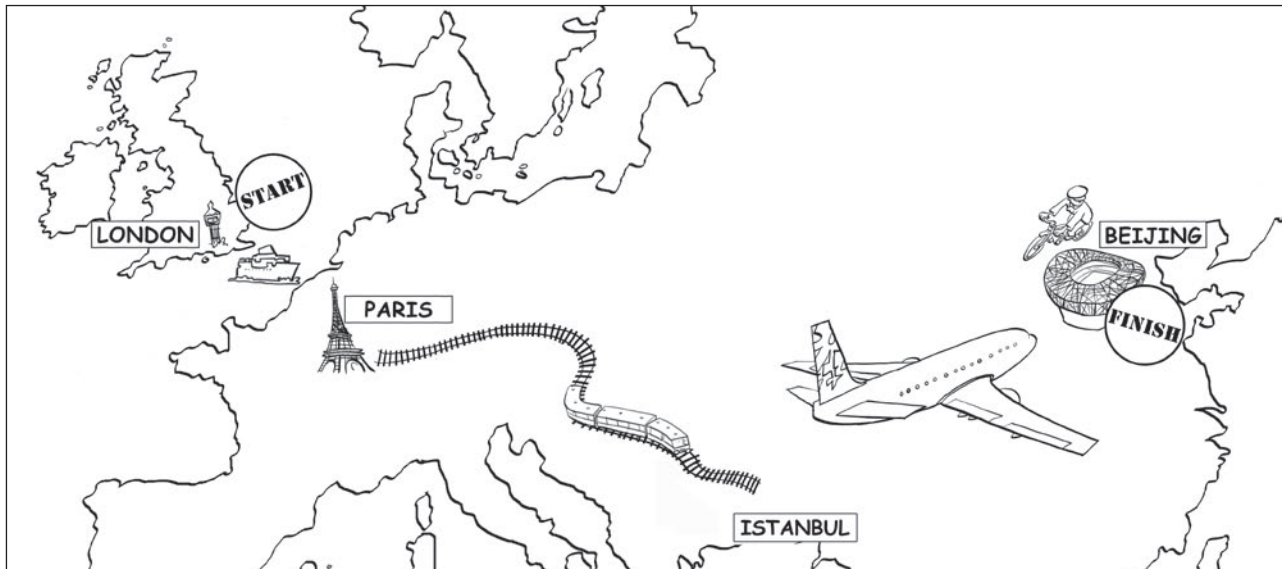 START
LONDON
PARIS
ISTANBUL
BEIJING
FINISH